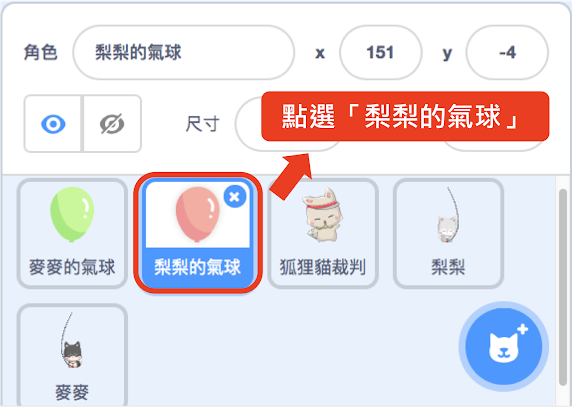 角色 梨梨的氣球 x 151 y -4
尺寸
點選「梨梨的氣球」
麥麥的氣球 梨梨的氣球 狐狸貓裁判 梨梨
麥麥